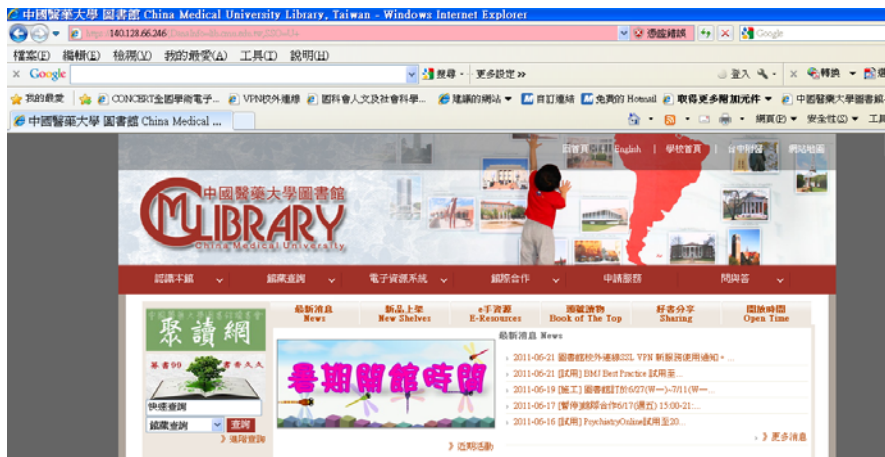 中國醫藥大學 圖書館 China Medical University Library, Taiwan - Windows Internet Explorer
140.128.66.246
憑證錯誤
Google
檔案(F) 編輯(E) 檢視(V) 我的最愛(A) 工具(T) 說明(H)
× Google 搜尋 更多設定 » 登入 × 轉換
我的最愛 CONCERT全國學術電子... VPN校外連線 國科會人文及社會科學... 建議的網站 自訂連結 免費的 Hotmail 取得更多附加元件 中國醫藥大學圖書館
中國醫藥大學 圖書館 China Medical ... 網頁(P) 安全性(S)
回首頁 | English | 學校首頁 | 台中附醫 | 網站地圖
中國醫藥大學圖書館
CMU LIBRARY
China Medical University
認識本館 館藏查詢 電子資源系統 館際合作 申請服務 問與答
最新消息 新品上架 e手資源 好書分享 開放時間
News New Shelves E-Resources Book of The Top Sharing Open Time
聚讀網
快速查詢
館藏查詢 查詢
》進階查詢
暑期開館時間
》近期活動
最新消息 News
2011-06-21 圖書館校外連線SSL VPN 新服務使用通知。...
2011-06-21 [試用] BMJ Best Practice 試用至...
2011-06-19 [施工] 圖書館訂於6/27(W一)~7/11(W一...
2011-06-17 [暫停]館際合作6/17(週五) 15:00-21:...
2011-06-16 [試用] PsychiatryOnline試用至20...
》更多消息